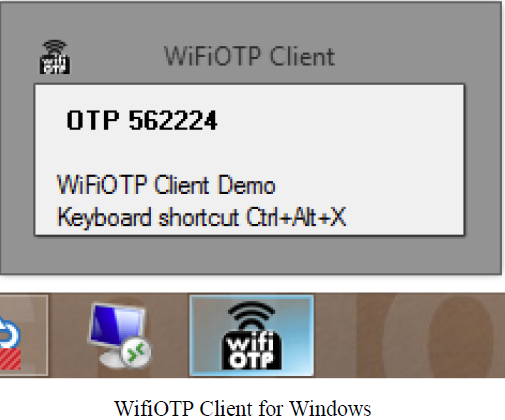 wifi
OTP
WiFiOTP Client
OTP 562224
WiFiOTP Client Demo
Keyboard shortcut Ctrl+Alt+X
wifi
OTP
WifiOTP Client for Windows